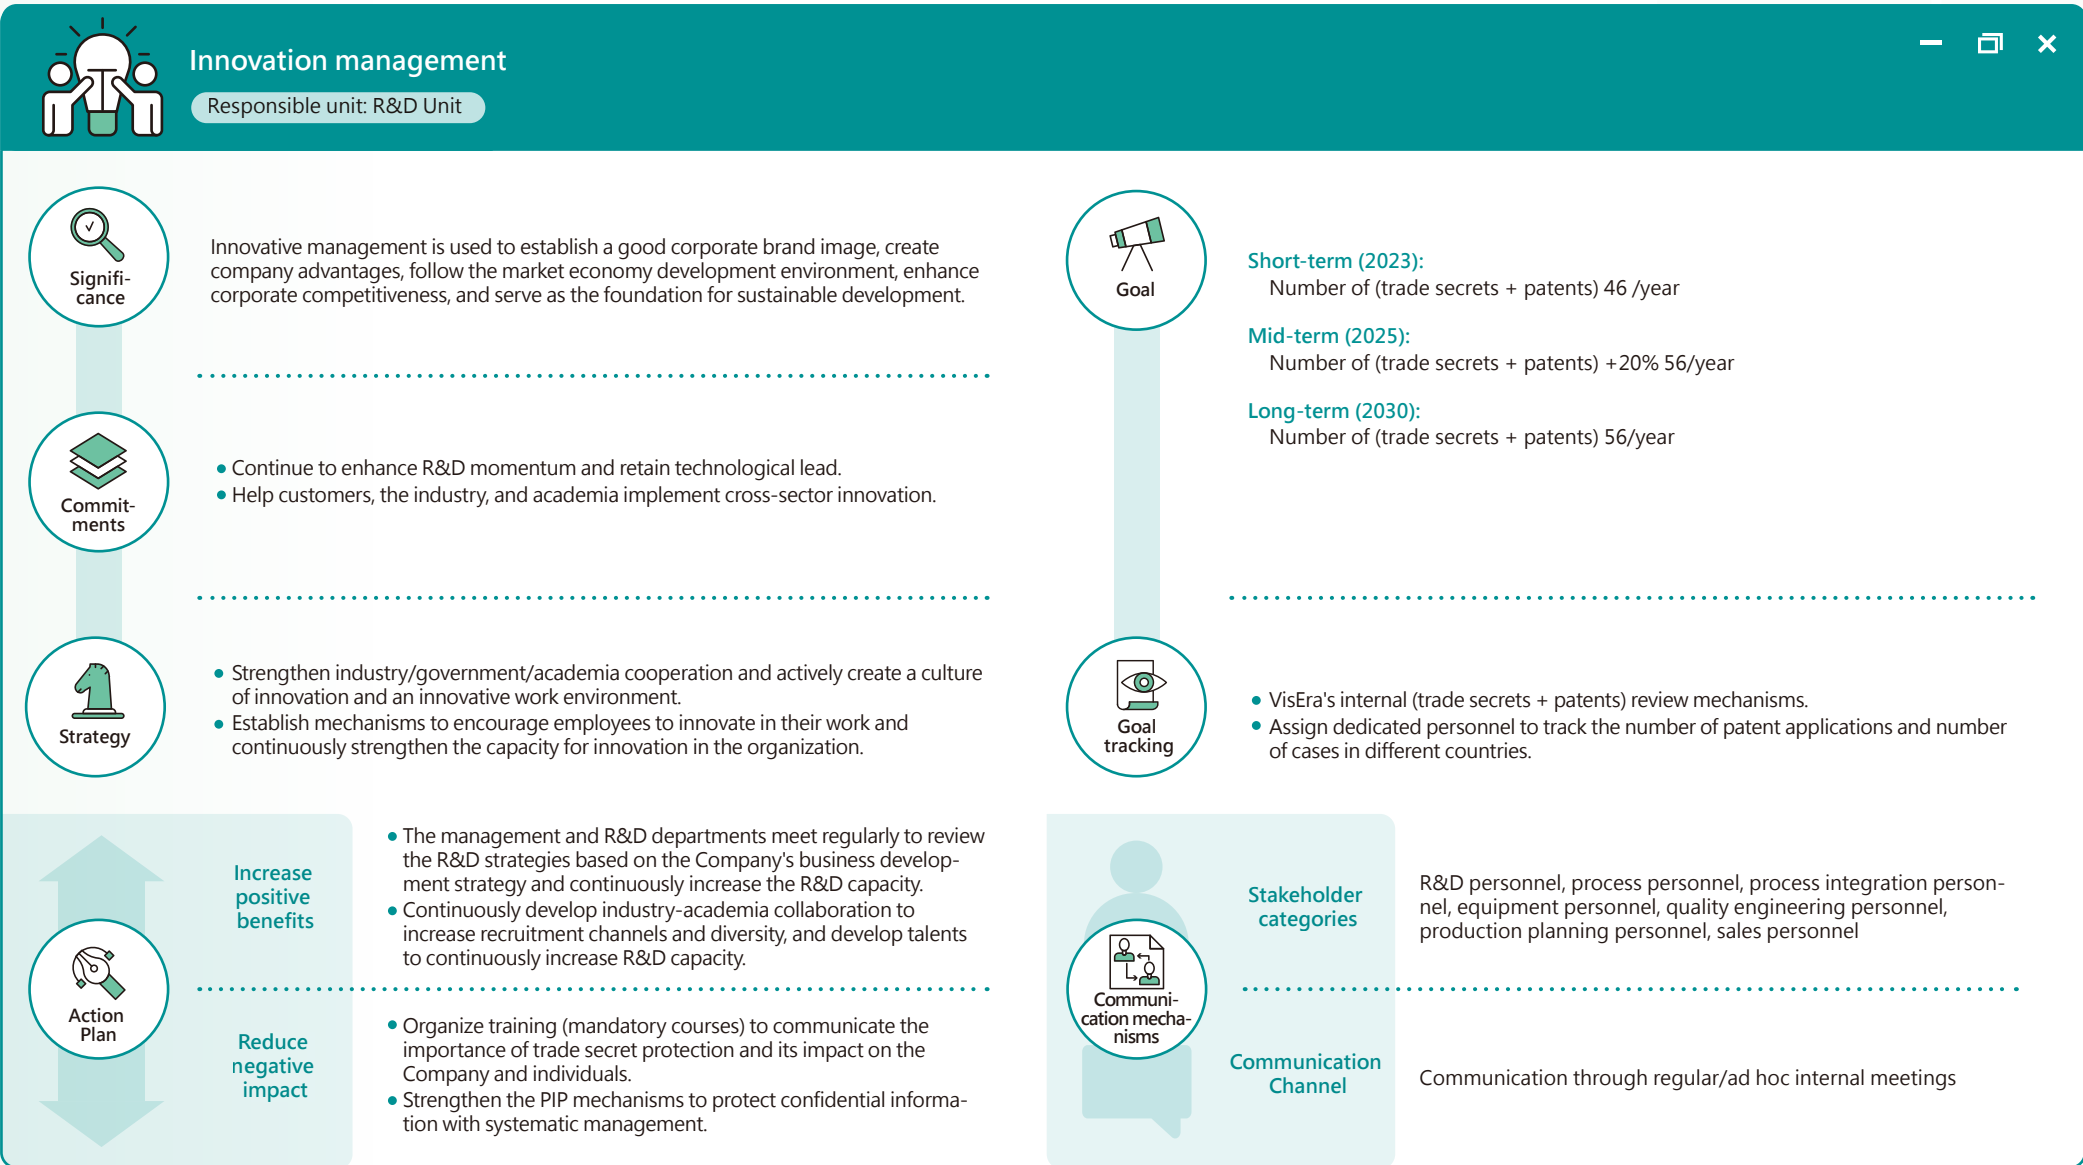 Innovation management
Responsible unit: R&D Unit
Signifi-
cance
Innovative management is used to establish a good corporate brand image, create
company advantages, follow the market economy development environment, enhance
corporate competitiveness, and serve as the foundation for sustainable development.
Commit-
ments
Continue to enhance R&D momentum and retain technological lead.
Help customers, the industry, and academia implement cross-sector innovation.
Strategy
Strengthen industry/government/academia cooperation and actively create a culture
of innovation and an innovative work environment.
Establish mechanisms to encourage employees to innovate in their work and
continuously strengthen the capacity for innovation in the organization.
Action
Plan
Increase
positive
benefits
The management and R&D departments meet regularly to review
the R&D strategies based on the Company's business develop-
ment strategy and continuously increase the R&D capacity.
Continuously develop industry-academia collaboration to
increase recruitment channels and diversity, and develop talents
to continuously increase R&D capacity.
Reduce
negative
impact
Organize training (mandatory courses) to communicate the
importance of trade secret protection and its impact on the
Company and individuals.
Strengthen the PIP mechanisms to protect confidential informa-
tion with systematic management.
Goal
Short-term (2023):
Number of (trade secrets + patents) 46 /year
Mid-term (2025):
Number of (trade secrets + patents) +20% 56/year
Long-term (2030):
Number of (trade secrets + patents) 56/year
Goal
tracking
VisEra's internal (trade secrets + patents) review mechanisms.
Assign dedicated personnel to track the number of patent applications and number
of cases in different countries.
Communi-
cation mecha-
nisms
Stakeholder
categories
R&D personnel, process personnel, process integration person-
nel, equipment personnel, quality engineering personnel,
production planning personnel, sales personnel
Communication
Channel
Communication through regular/ad hoc internal meetings